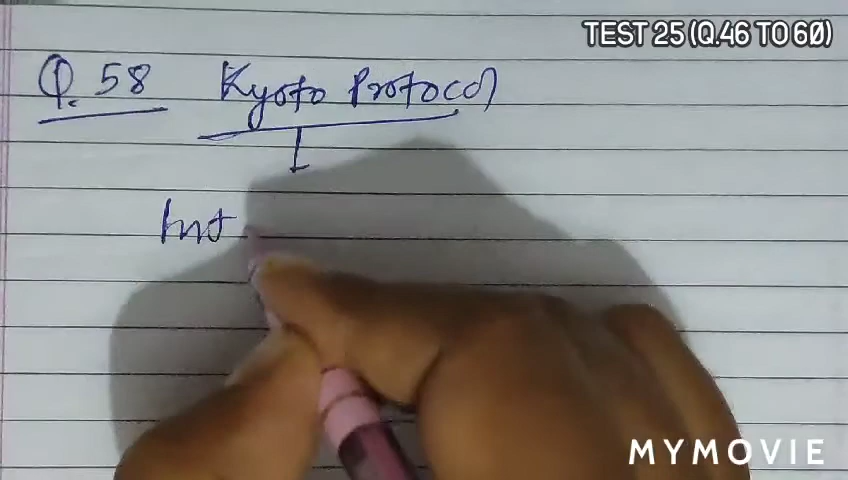 TEST 25 (Q.46 TO 60)
Q. 58 Kyoto Protocol
Int
MYMOVIE